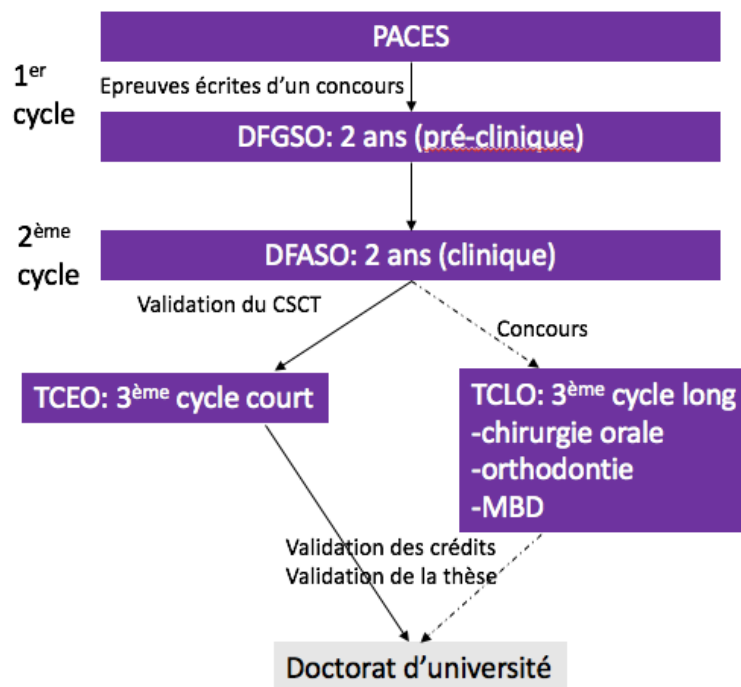 PACES
1er
cycle
Epreuves écrites d'un concours
DFGSO: 2 ans (pré-clinique)
2ème
cycle
DFASO: 2 ans (clinique)
Validation du CSCT
Concours
TCEO: 3ème cycle court
TCLO: 3ème cycle long
-chirurgie orale
-orthodontie
-MBD
Validation des crédits
Validation de la thèse
Doctorat d'université